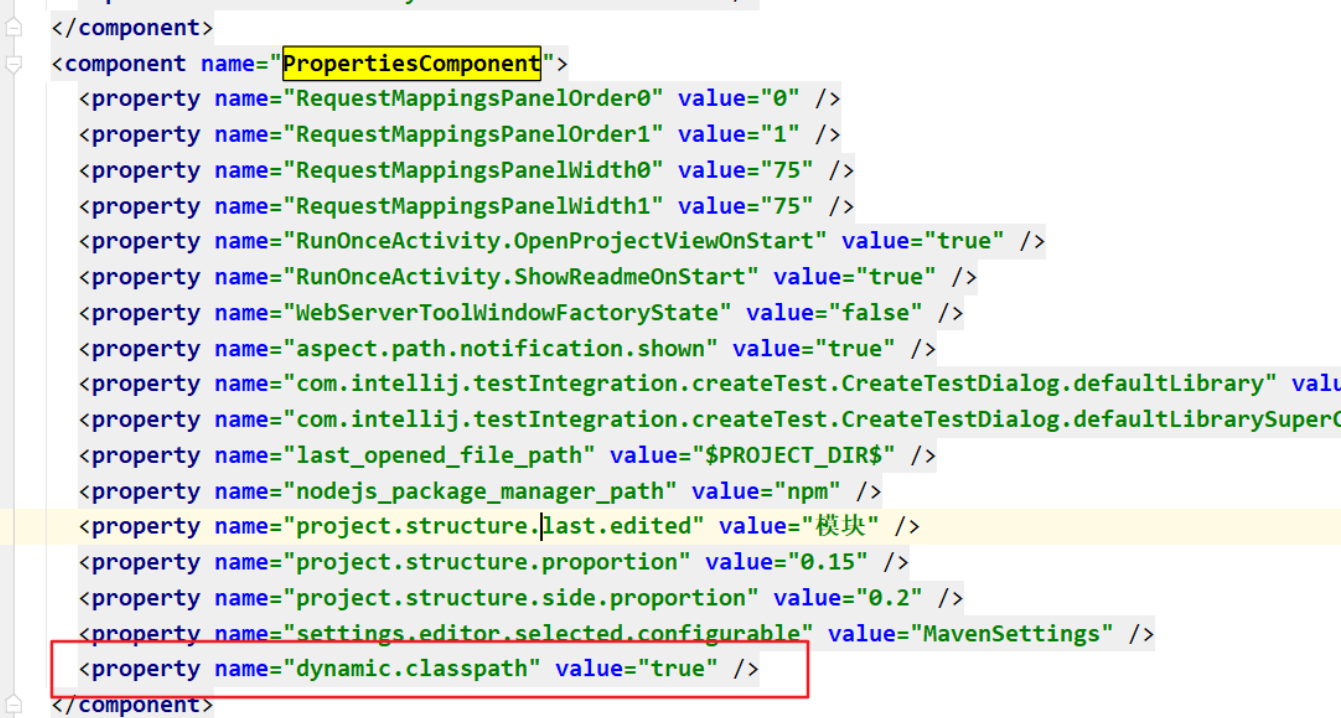 </component>
<component name="PropertiesComponent">
<property name="RequestMappingsPanelOrder0" value="0" />
<property name="RequestMappingsPanelOrder1" value="1" />
<property name="RequestMappingsPanelWidth0" value="75" />
<property name="RequestMappingsPanelWidth1" value="75" />
<property name="RunOnceActivity.OpenProjectViewOnStart" value="true" />
<property name="RunOnceActivity.ShowReadmeOnStart" value="true" />
<property name="WebServerToolWindowFactoryState" value="false" />
<property name="aspect.path.notification.shown" value="true" />
<property name="com.intellij.testIntegration.createTest.CreateTestDialog.defaultLibrary" valu
<property name="com.intellij.testIntegration.createTest.CreateTestDialog.defaultLibrarySuperC
<property name="last_opened_file_path" value="$PROJECT_DIR$" />
<property name="nodejs_package_manager_path" value="npm" />
<property name="project.structure.last.edited" value="模块" />
<property name="project.structure.proportion" value="0.15" />
<property name="project.structure.side.proportion" value="0.2" />
<property name="settings.editor.selected.configurable" value="MavenSettings" />
<property name="dynamic.classpath" value="true" />
</component>